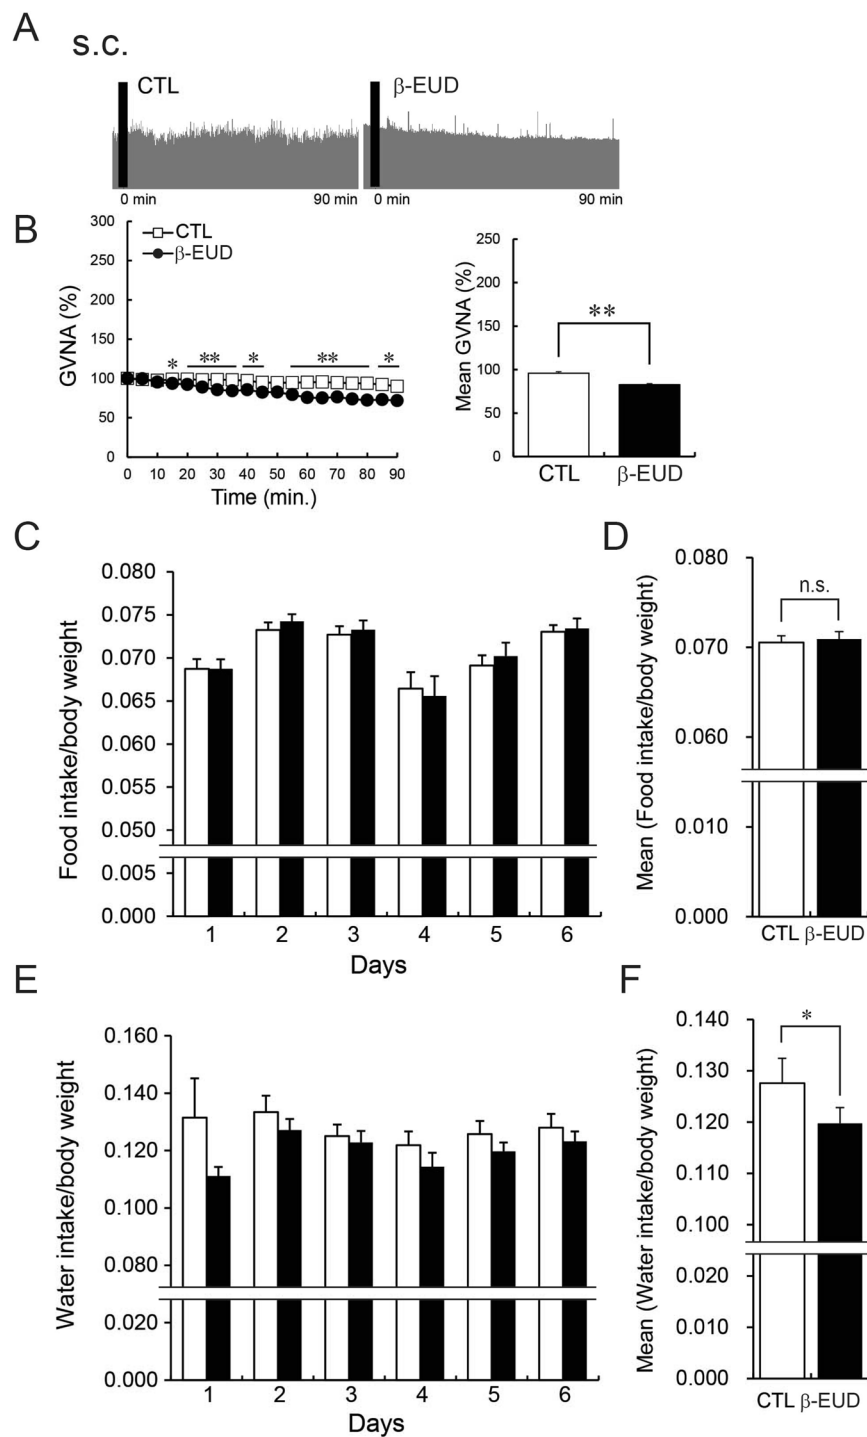 A
s.c.
CTL
β-EUD
0 min
90 min
0 min
90 min
B
300
250
200
150
100
50
0
GVNA (%)
CTL
β-EUD
*
**
*
**
*
0 10 20 30 40 50 60 70 80 90
Time (min.)
250
200
150
100
50
0
Mean GVNA (%)
**
CTL
β-EUD
C
0.080
0.075
0.070
0.065
0.060
0.055
0.050
0.005
0.000
Food intake/body weight
1 2 3 4 5 6
Days
D
0.080
0.070
0.060
0.010
0.000
Mean (Food intake/body weight)
n.s.
CTL β-EUD
E
0.160
0.140
0.120
0.100
0.080
0.020
0.000
Water intake/body weight
1 2 3 4 5 6
Days
F
0.140
0.130
0.120
0.110
0.100
0.020
0.010
0.000
Mean (Water intake/body weight)
*
CTL β-EUD